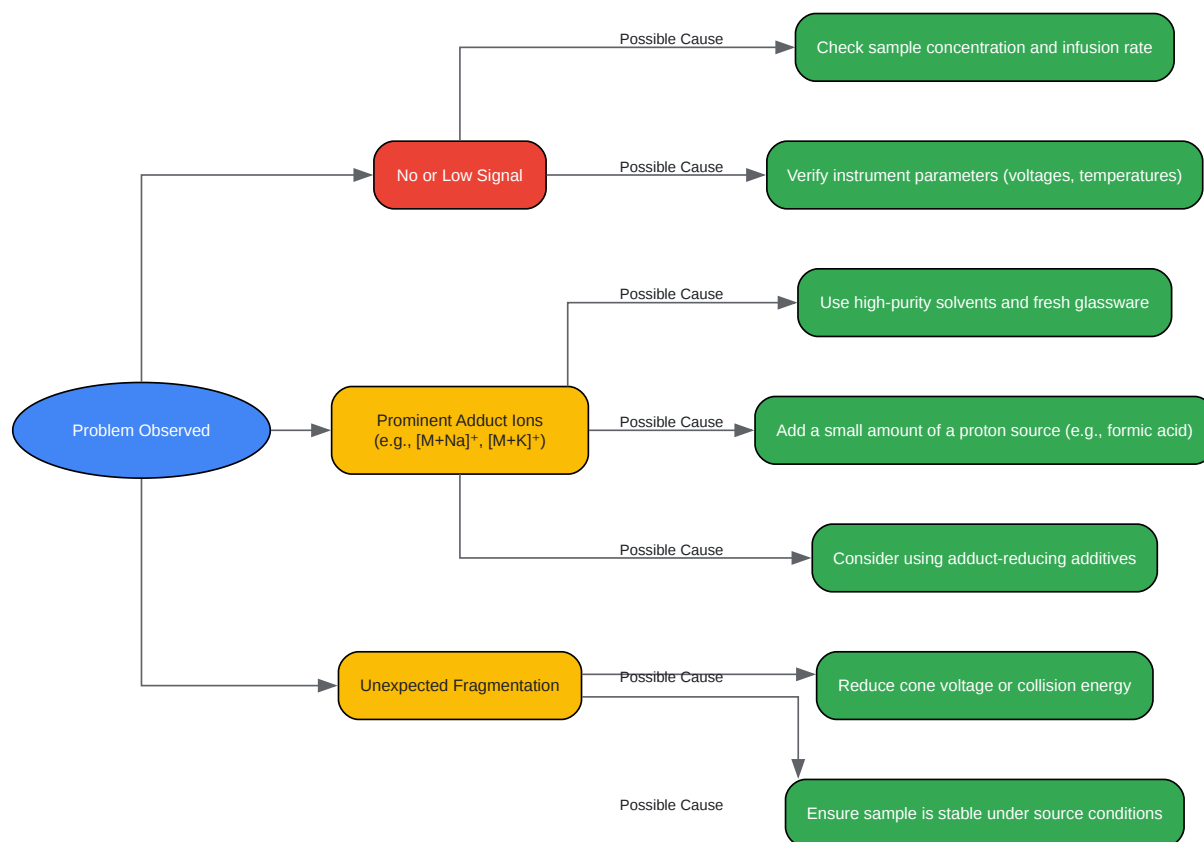 Possible Cause
Check sample concentration and infusion rate
No or Low Signal
Possible Cause
Verify instrument parameters (voltages, temperatures)
Possible Cause
Use high-purity solvents and fresh glassware
Problem Observed
Prominent Adduct Ions
(e.g., [M+Na]⁺, [M+K]⁺)
Possible Cause
Add a small amount of a proton source (e.g., formic acid)
Possible Cause
Consider using adduct-reducing additives
Unexpected Fragmentation
Possible Cause
Reduce cone voltage or collision energy
Possible Cause
Ensure sample is stable under source conditions